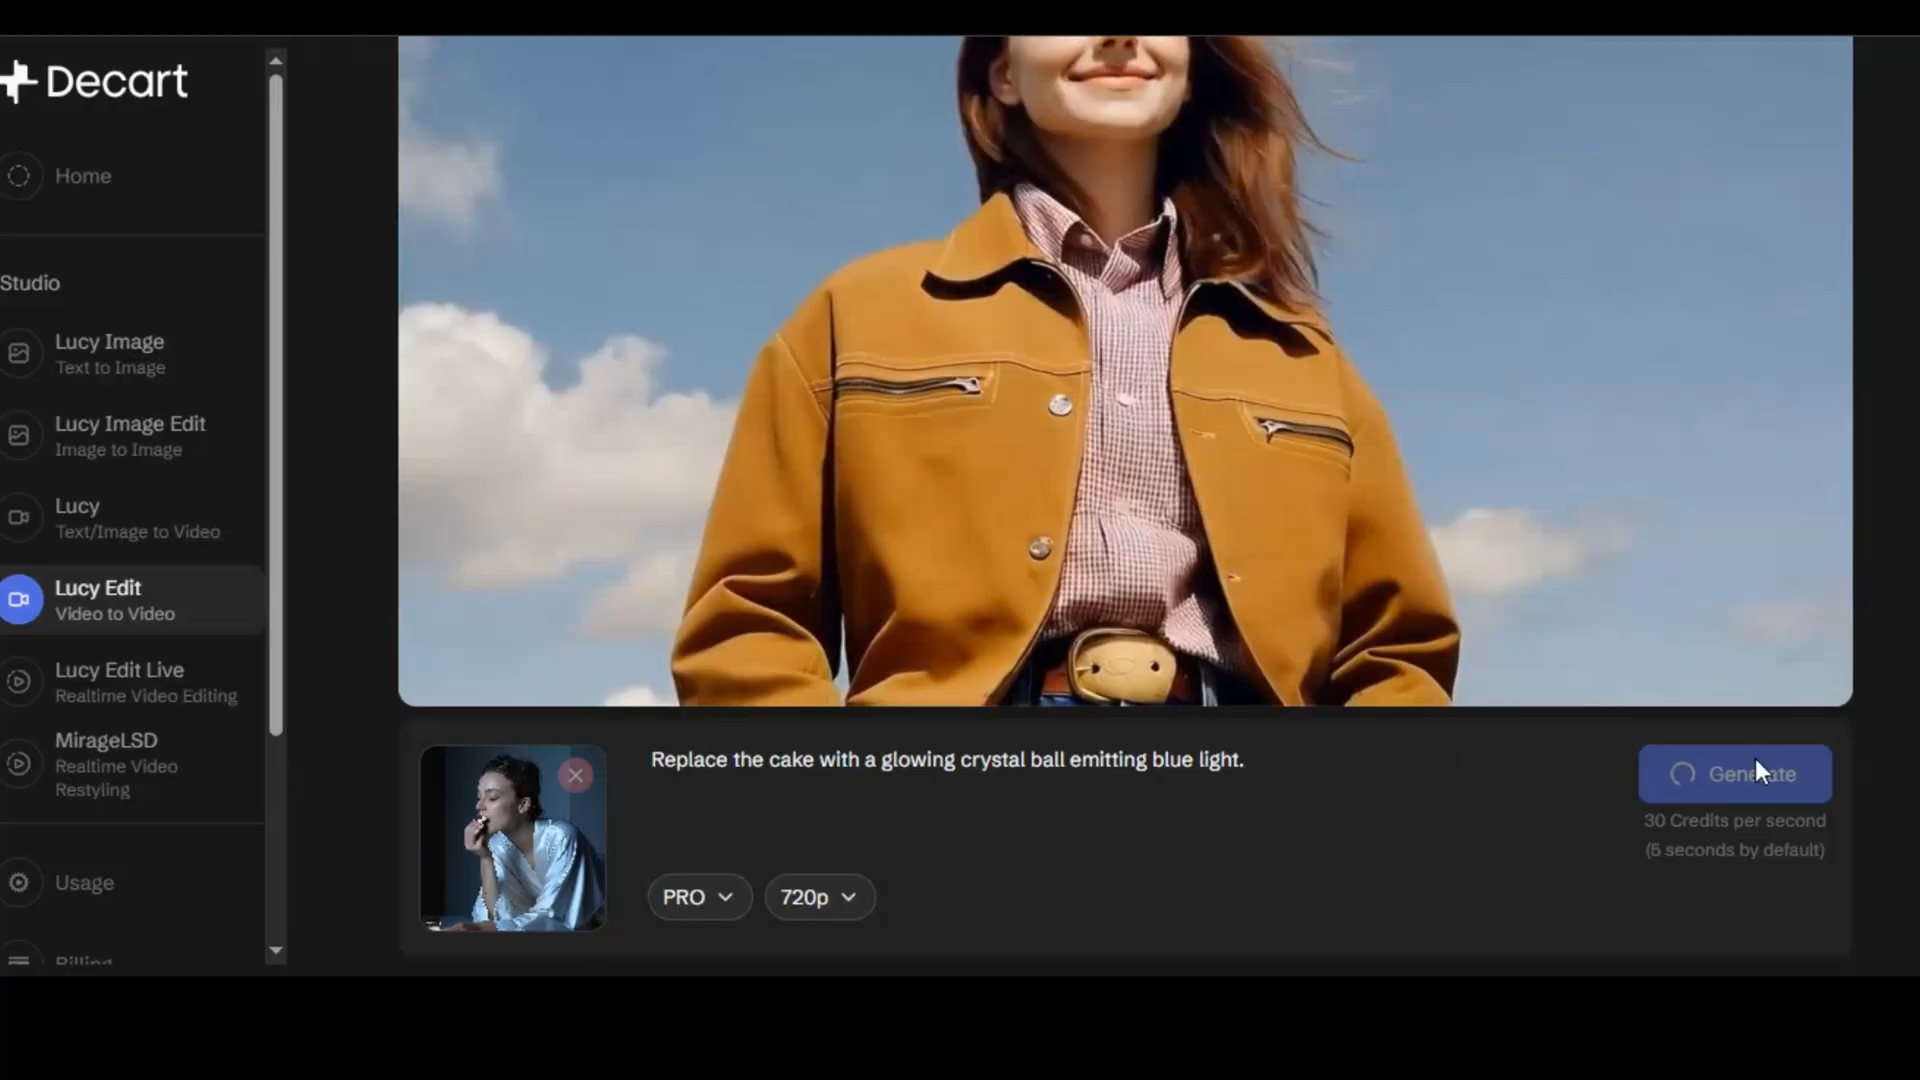 Decart
Home
Studio
Lucy Image
Text to Image
Lucy Image Edit
Image to Image
Lucy
Text/Image to Video
Lucy Edit
Video to Video
Lucy Edit Live
Realtime Video Editing
MirageLSD
Realtime Video
Restyling
Usage
Billing
Replace the cake with a glowing crystal ball emitting blue light.
PRO
720p
Generate
30 Credits per second
(5 seconds by default)